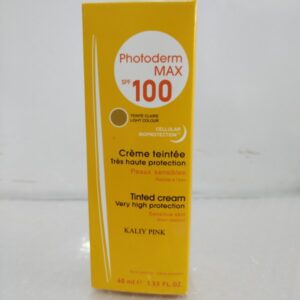 Photoderm
MAX
SPF 100
TEINTE CLAIRE
LIGHT COLOUR
CELLULAR
BIOPROTECTION
Crème teintée
Très haute protection
Peaux sensibles
Tinted cream
Very high protection
Sensitive skin
KALIY PINK
40 ml 1.33 FL. OZ.